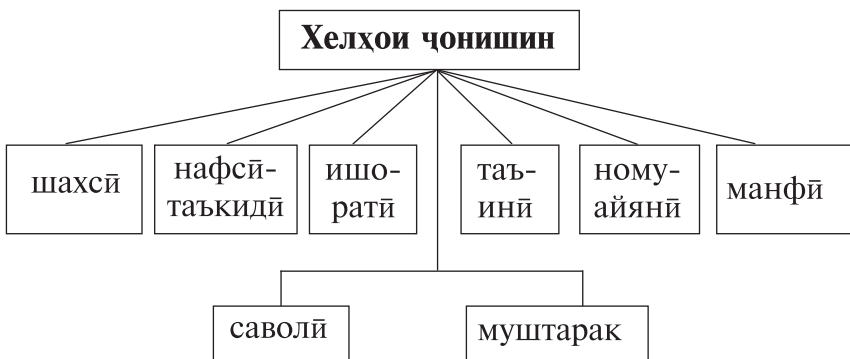 Хелҳои ҷонишин
шахсӣ
нафсӣ-
таъкидӣ
ишо-
ратӣ
таъ-
инӣ
ному-
айянӣ
манфӣ
саволӣ
муштарак